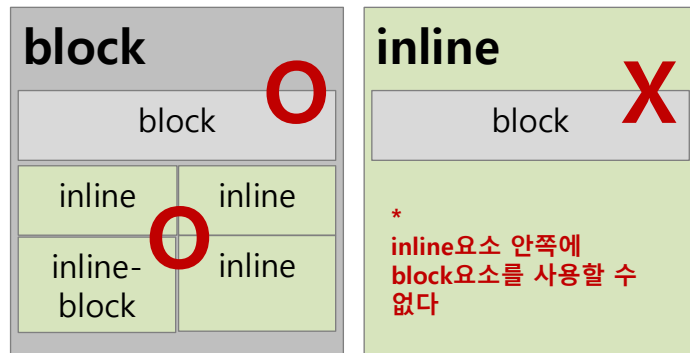 block
O
block
inline
inline
O
inline-
block
inline
inline
X
block
*
inline요소 안쪽에
block요소를 사용할 수
없다